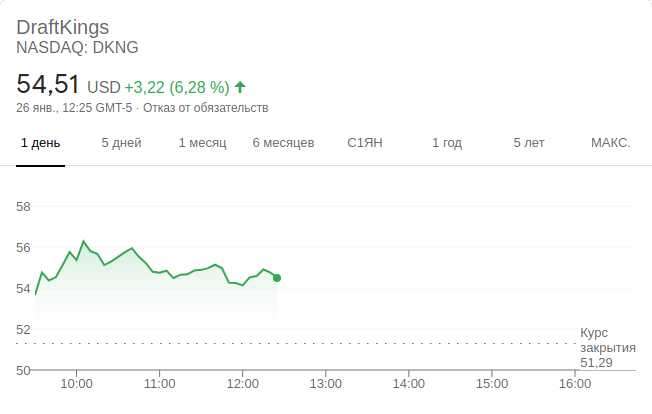 DraftKings
NASDAQ: DKNG
54,51 USD +3,22 (6,28 %)
26 янв., 12:25 GMT-5 · Отказ от обязательств
1 день 5 дней 1 месяц 6 месяцев С1ЯН 1 год 5 лет МАКС.
58
56
54
52
Курс
закрытия
51,29
50
10:00 11:00 12:00 13:00 14:00 15:00 16:00